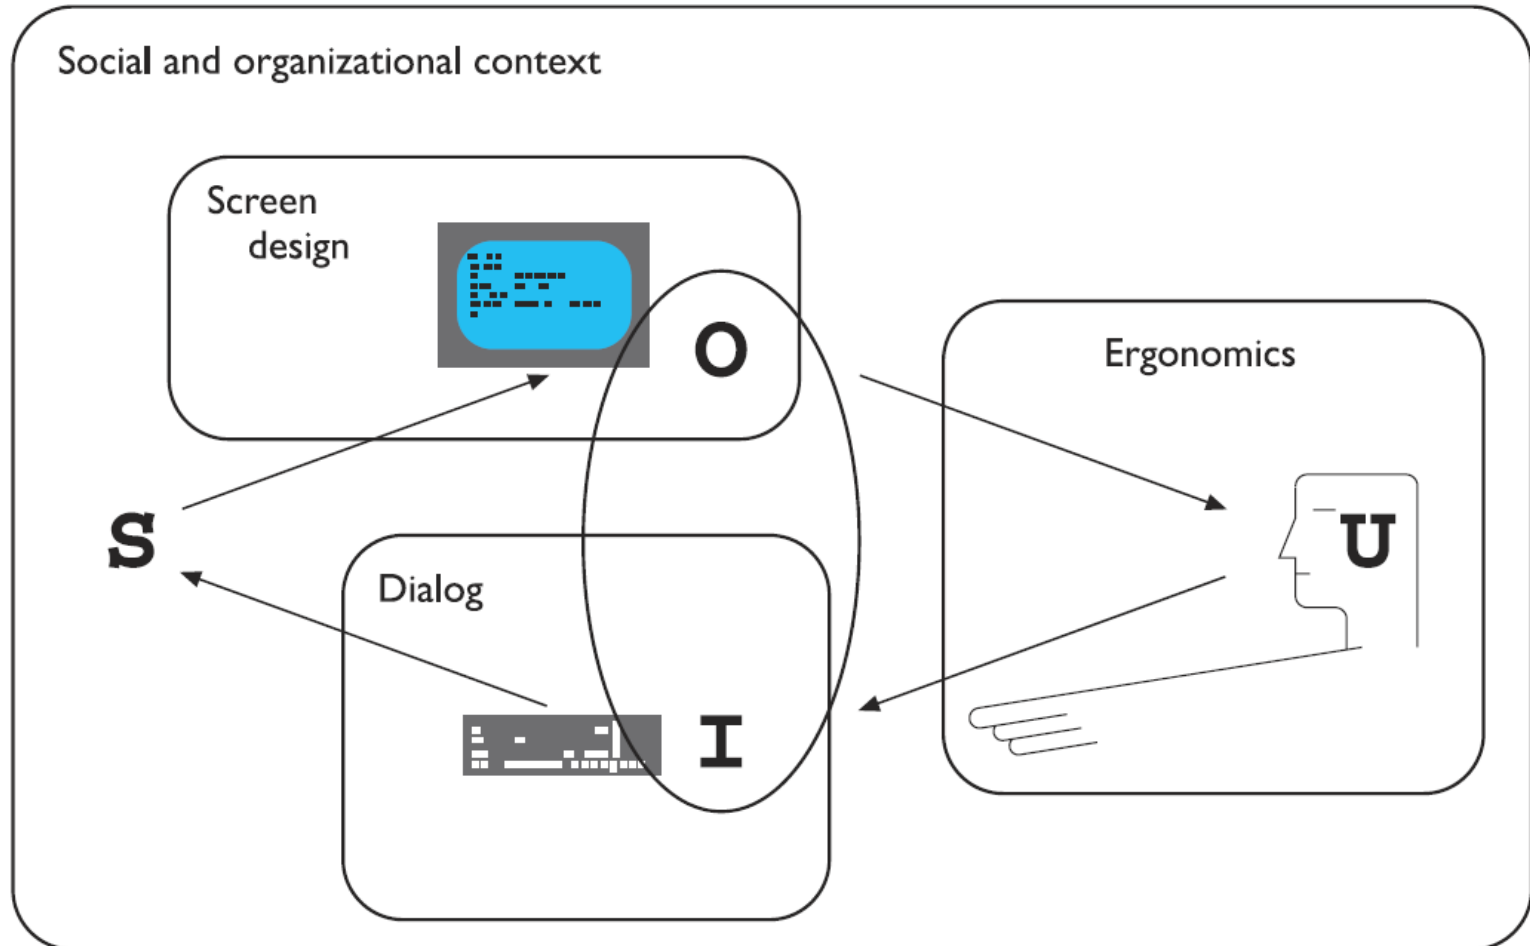 Social and organizational context
Screen
design
O
Ergonomics
S
U
Dialog
I